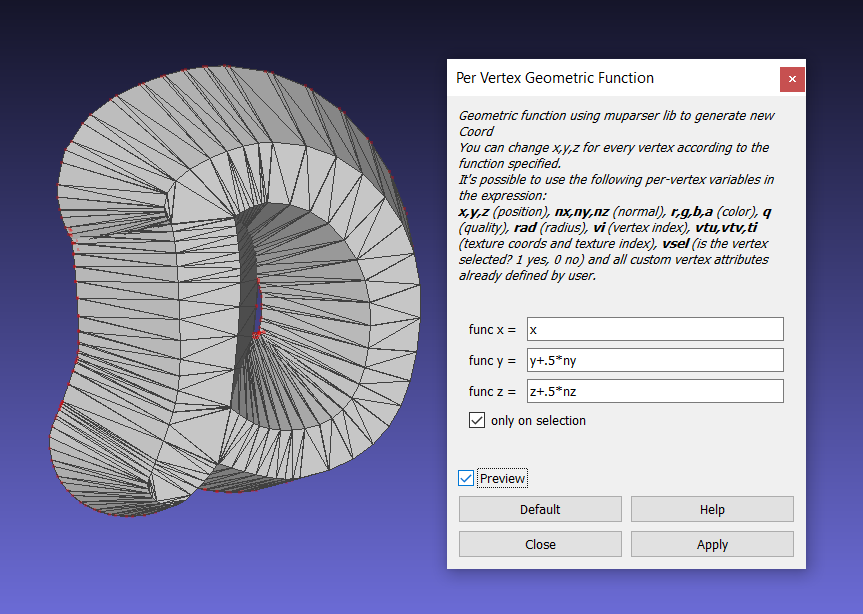 Per Vertex Geometric Function
Geometric function using muparser lib to generate new
Coord
You can change x,y,z for every vertex according to the
function specified.
It's possible to use the following per-vertex variables in
the expression:
x,y,z (position), nx,ny,nz (normal), r,g,b,a (color), q
(quality), rad (radius), vi (vertex index), vtu,vtv,ti
(texture coords and texture index), vsel (is the vertex
selected? 1 yes, 0 no) and all custom vertex attributes
already defined by user.
func x = x
func y = y+.5*ny
func z = z+.5*nz
only on selection
Preview
Default Help
Close Apply